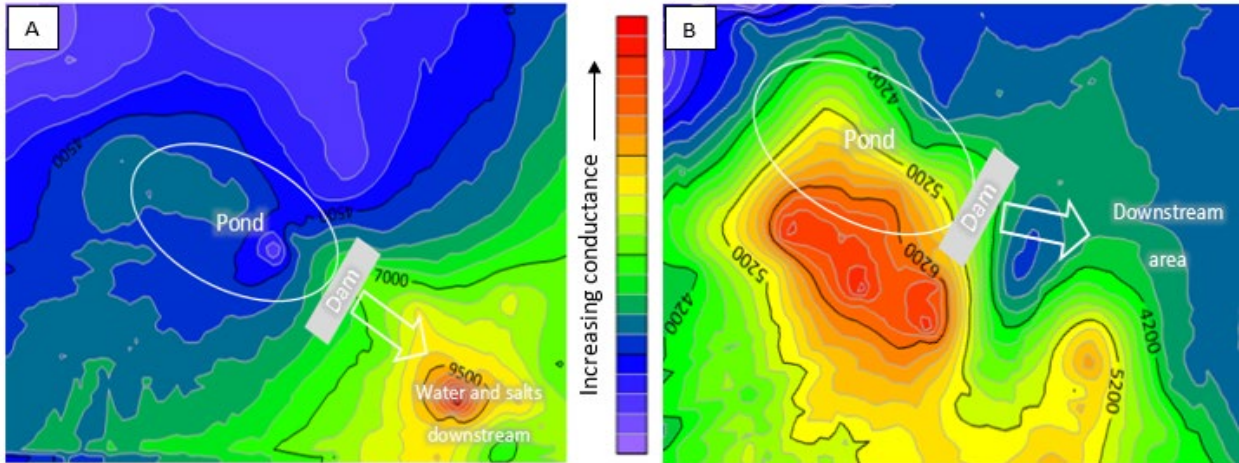 A
4500
Pond
4500
7000
Dam
9500
Water and salts
downstream
Increasing conductance
B
4200
Pond
5200
Dam
5200
6200
Downstream
area
4200
4200
5200